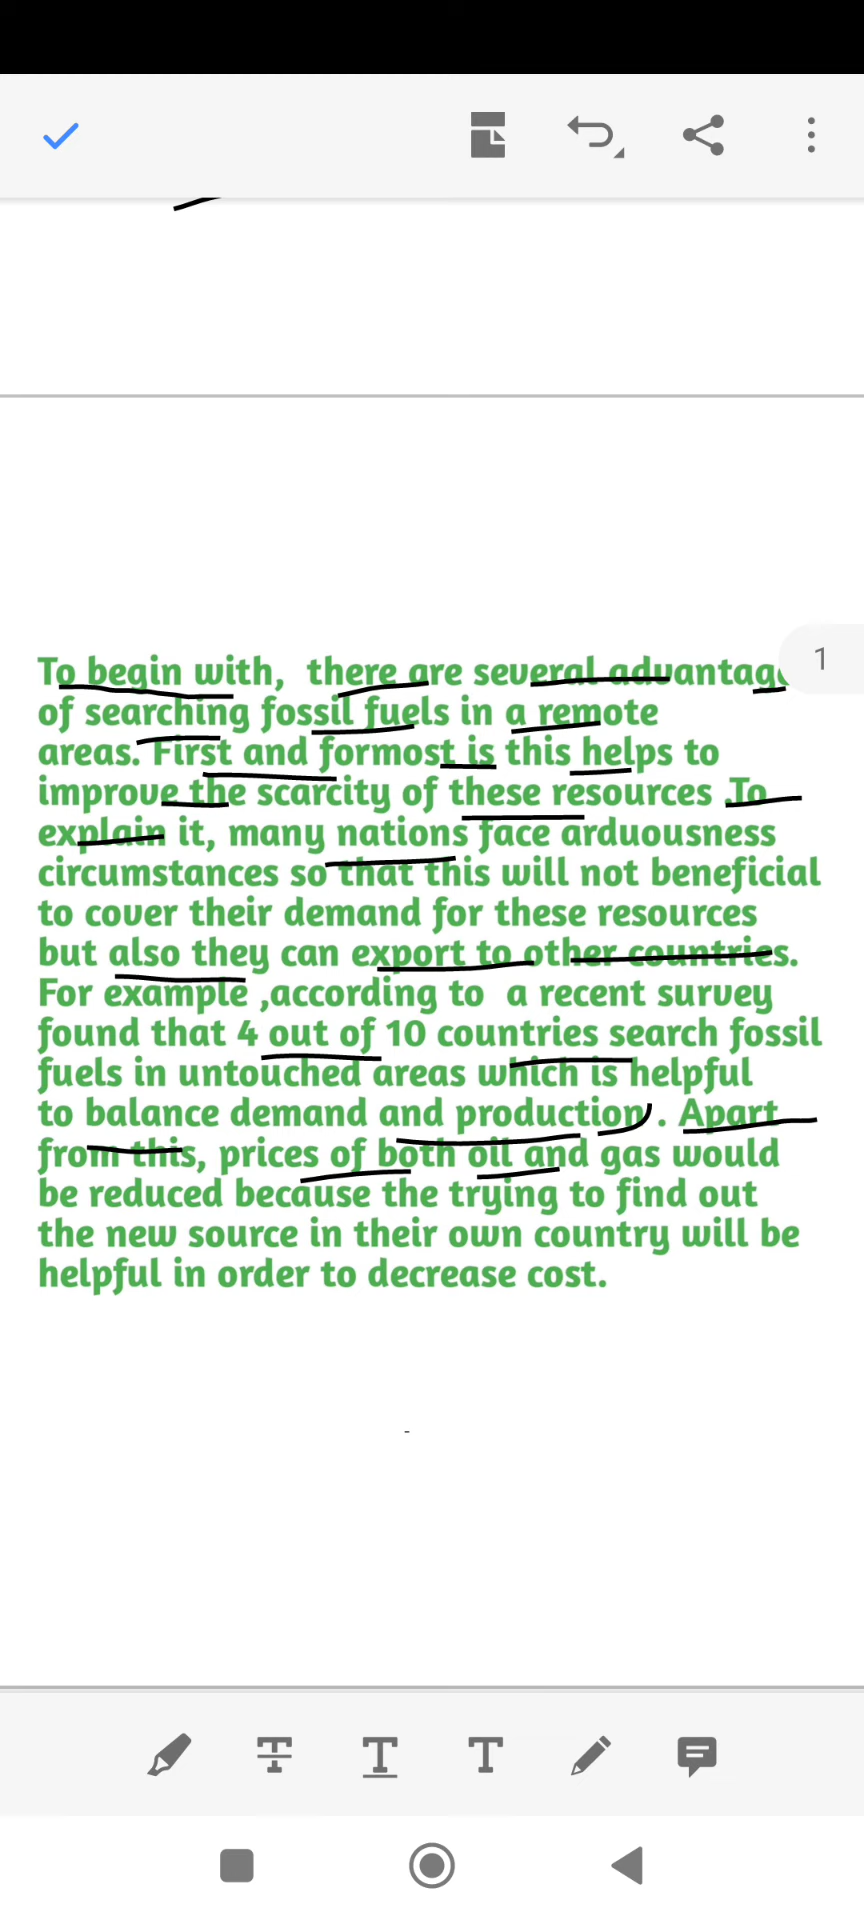 1
To begin with,  there are several advantage
of searching fossil fuels in a remote
areas. First and formost is this helps to
improve the scarcity of these resources .To
explain it, many nations face arduousness
circumstances so that this will not beneficial
to cover their demand for these resources
but also they can export to other countries.
For example ,according to  a recent survey
found that 4 out of 10 countries search fossil
fuels in untouched areas which is helpful
to balance demand and production . Apart
from this, prices of both oil and gas would
be reduced because the trying to find out
the new source in their own country will be
helpful in order to decrease cost.